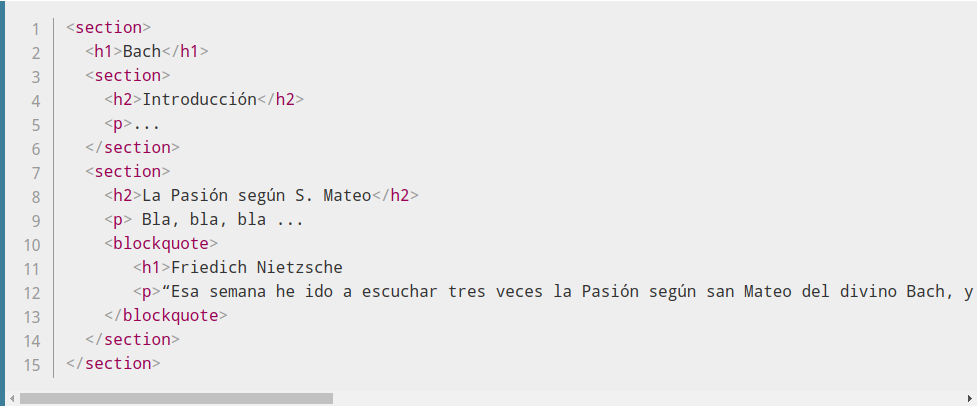 1 <section>
2 <h1>Bach</h1>
3 <section>
4 <h2>Introducción</h2>
5 <p>...
6 </section>
7 <section>
8 <h2>La Pasión según S. Mateo</h2>
9 <p> Bla, bla, bla ...
10 <blockquote>
11 <h1>Friedich Nietzsche
12 <p>“Esa semana he ido a escuchar tres veces la Pasión según san Mateo del divino Bach, y
13 </blockquote>
14 </section>
15 </section>